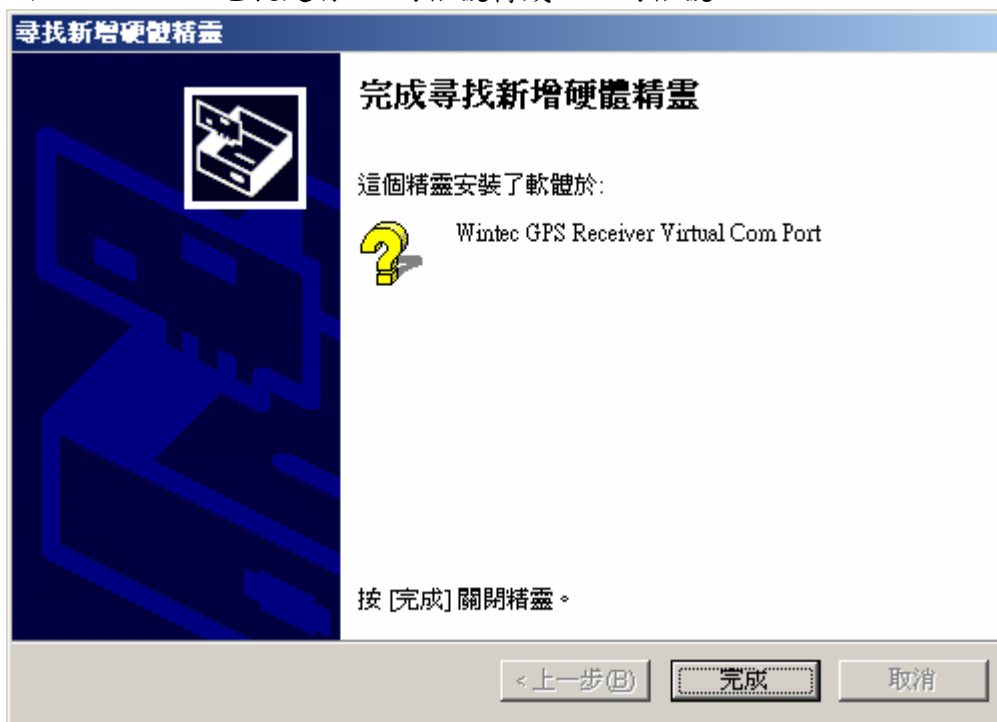 尋找新增硬體精靈
完成尋找新增硬體精靈
這個精靈安裝了軟體於:
Wintec GPS Receiver Virtual Com Port
按 [完成] 關閉精靈。
< 上一步(B)
完成
取消